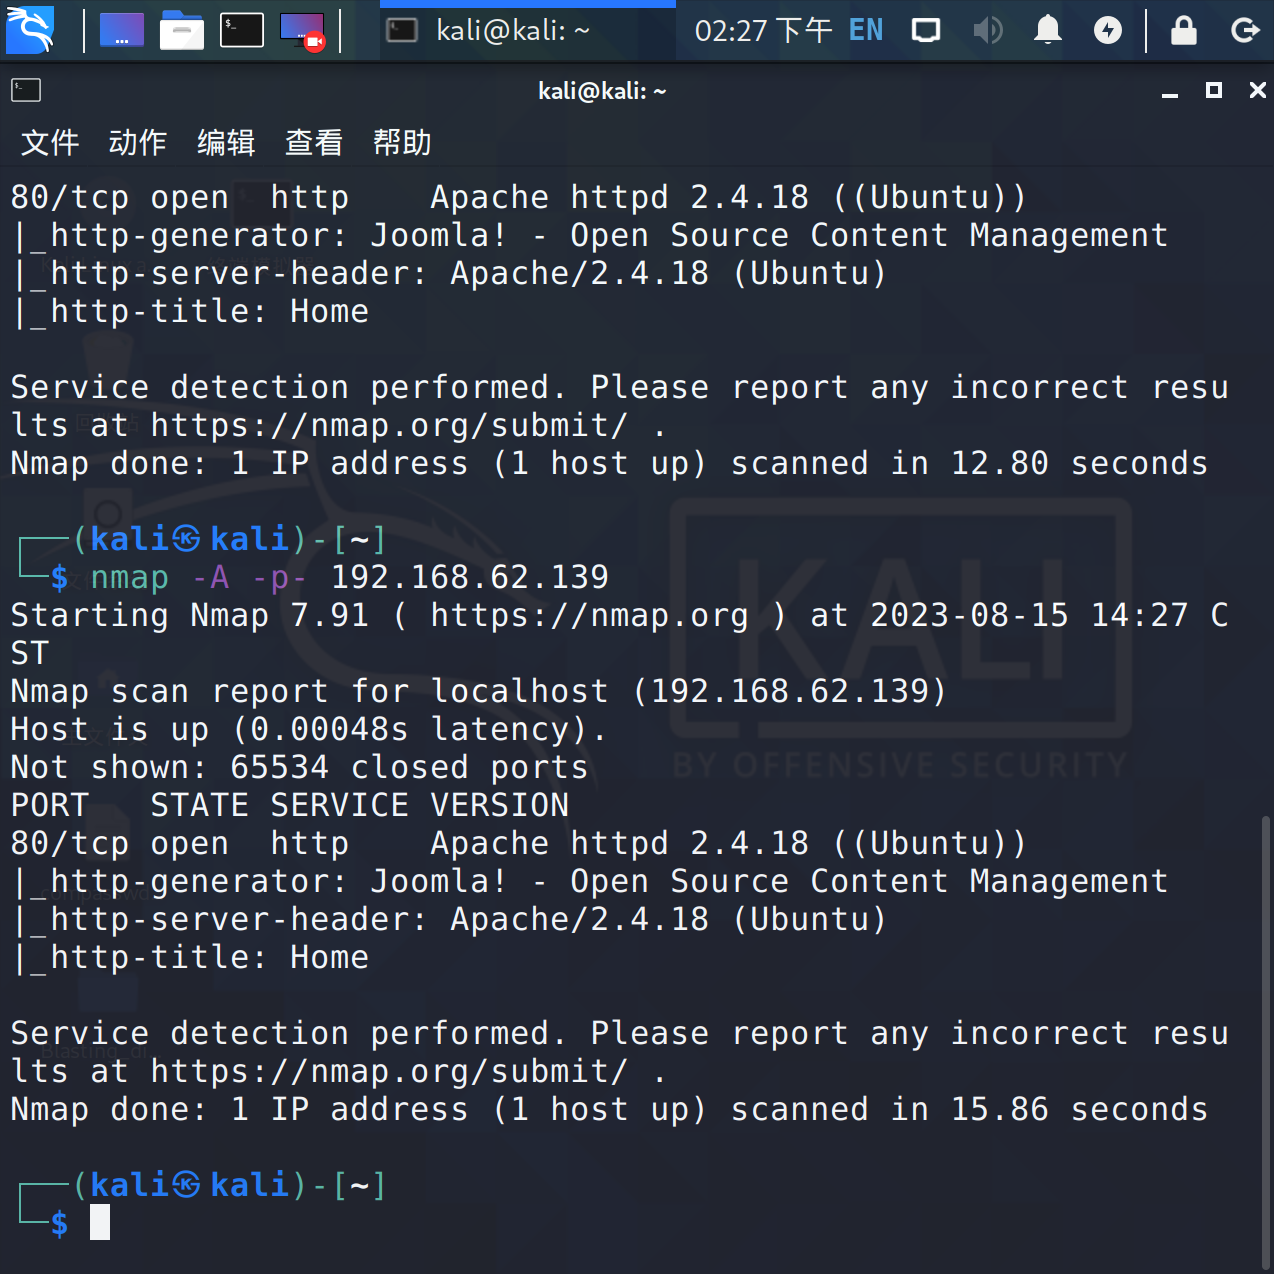 kali@kali: ~
02:27 下午 EN
kali@kali: ~
文件 动作 编辑 查看 帮助
80/tcp open  http    Apache httpd 2.4.18 ((Ubuntu))
|_http-generator: Joomla! - Open Source Content Management
|_http-server-header: Apache/2.4.18 (Ubuntu)
|_http-title: Home
Service detection performed. Please report any incorrect resu
lts at https://nmap.org/submit/ .
Nmap done: 1 IP address (1 host up) scanned in 12.80 seconds
┌──(kali㉿kali)-[~]
└─$ nmap -A -p- 192.168.62.139
Starting Nmap 7.91 ( https://nmap.org ) at 2023-08-15 14:27 C
ST
Nmap scan report for localhost (192.168.62.139)
Host is up (0.00048s latency).
Not shown: 65534 closed ports
PORT   STATE SERVICE VERSION
80/tcp open  http    Apache httpd 2.4.18 ((Ubuntu))
|_http-generator: Joomla! - Open Source Content Management
|_http-server-header: Apache/2.4.18 (Ubuntu)
|_http-title: Home
Service detection performed. Please report any incorrect resu
lts at https://nmap.org/submit/ .
Nmap done: 1 IP address (1 host up) scanned in 15.86 seconds
┌──(kali㉿kali)-[~]
└─$
KALI
BY OFFENSIVE SECURITY